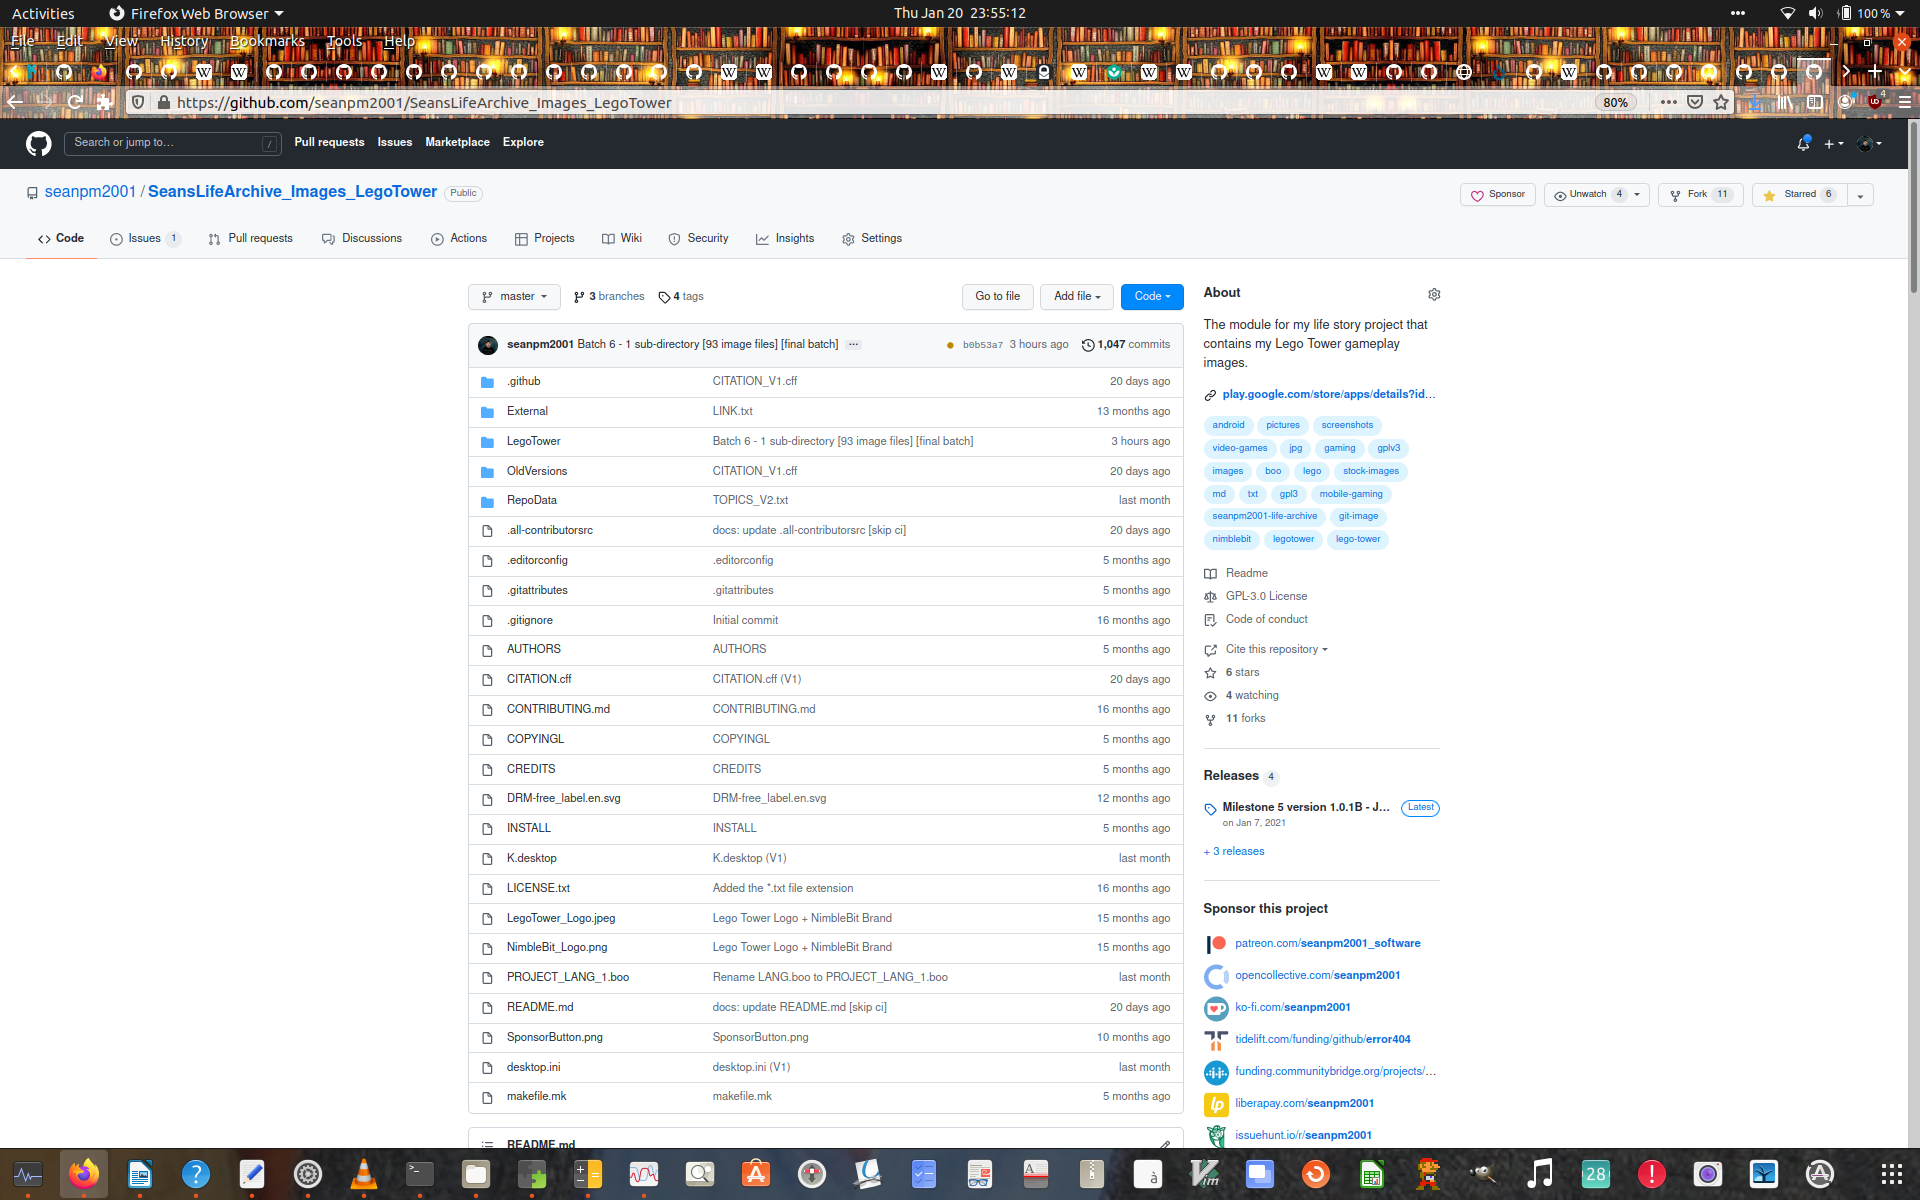 Activities
Firefox Web Browser
Thu Jan 20 23:55:12
100 %
File Edit View History Bookmarks Tools Help
https://github.com/seanpm2001/SeansLifeArchive_Images_LegoTower
80%
4
Search or jump to…
/
Pull requests
Issues
Marketplace
Explore
seanpm2001 / SeansLifeArchive_Images_LegoTower
Public
Sponsor
Unwatch 4
Fork 11
Starred 6
Code
Issues 1
Pull requests
Discussions
Actions
Projects
Wiki
Security
Insights
Settings
master
3 branches
4 tags
Go to file
Add file
Code
seanpm2001 Batch 6 - 1 sub-directory [93 image files] [final batch] ...
b0b53a7 3 hours ago
1,047 commits
.github CITATION_V1.cff 20 days ago
External LINK.txt 13 months ago
LegoTower Batch 6 - 1 sub-directory [93 image files] [final batch] 3 hours ago
OldVersions CITATION_V1.cff 20 days ago
RepoData TOPICS_V2.txt last month
.all-contributorsrc docs: update .all-contributorsrc [skip ci] 20 days ago
.editorconfig .editorconfig 5 months ago
.gitattributes .gitattributes 5 months ago
.gitignore Initial commit 16 months ago
AUTHORS AUTHORS 5 months ago
CITATION.cff CITATION.cff (V1) 20 days ago
CONTRIBUTING.md CONTRIBUTING.md 16 months ago
COPYINGL COPYINGL 5 months ago
CREDITS CREDITS 5 months ago
DRM-free_label.en.svg DRM-free_label.en.svg 12 months ago
INSTALL INSTALL 5 months ago
K.desktop K.desktop (V1) last month
LICENSE.txt Added the *.txt file extension 16 months ago
LegoTower_Logo.jpeg Lego Tower Logo + NimbleBit Brand 15 months ago
NimbleBit_Logo.png Lego Tower Logo + NimbleBit Brand 15 months ago
PROJECT_LANG_1.boo Rename LANG.boo to PROJECT_LANG_1.boo last month
README.md docs: update README.md [skip ci] 20 days ago
SponsorButton.png SponsorButton.png 10 months ago
desktop.ini desktop.ini (V1) last month
makefile.mk makefile.mk 5 months ago
README.md
About
The module for my life story project that
contains my Lego Tower gameplay
images.
play.google.com/store/apps/details?id...
android pictures screenshots
video-games jpg gaming gplv3
images boo lego stock-images
md txt gpl3 mobile-gaming
seanpm2001-life-archive git-image
nimblebit legotower lego-tower
Readme
GPL-3.0 License
Code of conduct
Cite this repository
6 stars
4 watching
11 forks
Releases 4
Milestone 5 version 1.0.1B - J... Latest
on Jan 7, 2021
+ 3 releases
Sponsor this project
patreon.com/seanpm2001_software
opencollective.com/seanpm2001
ko-fi.com/seanpm2001
tidelift.com/funding/github/error404
funding.communitybridge.org/projects/...
liberapay.com/seanpm2001
issuehunt.io/r/seanpm2001
28